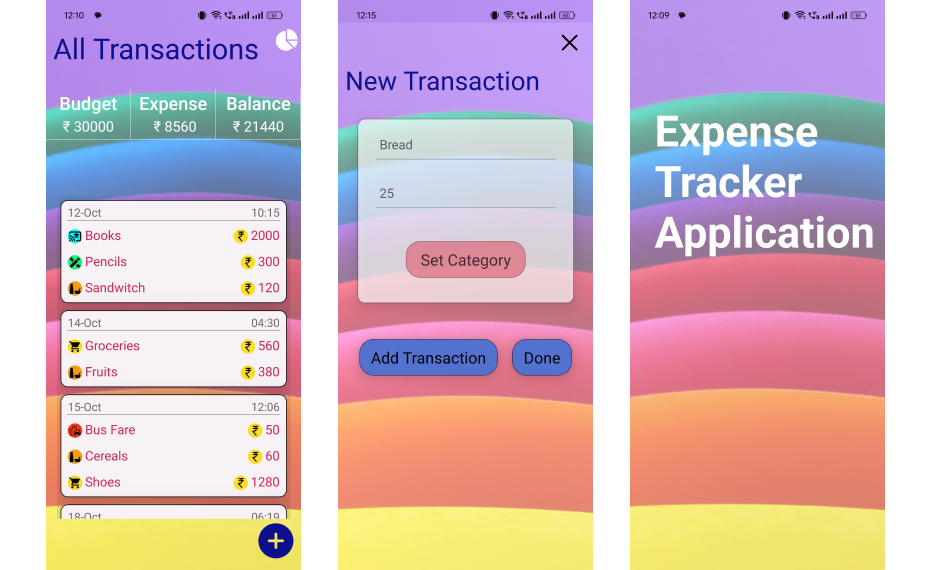 12:10
All Transactions
Budget Expense Balance
₹ 30000 ₹ 8560 ₹ 21440
12-Oct 10:15
Books ₹ 2000
Pencils ₹ 300
Sandwitch ₹ 120
14-Oct 04:30
Groceries ₹ 560
Fruits ₹ 380
15-Oct 12:06
Bus Fare ₹ 50
Cereals ₹ 60
Shoes ₹ 1280
18-Oct 06:19
12:15
New Transaction
Bread
25
Set Category
Add Transaction Done
12:09
Expense
Tracker
Application